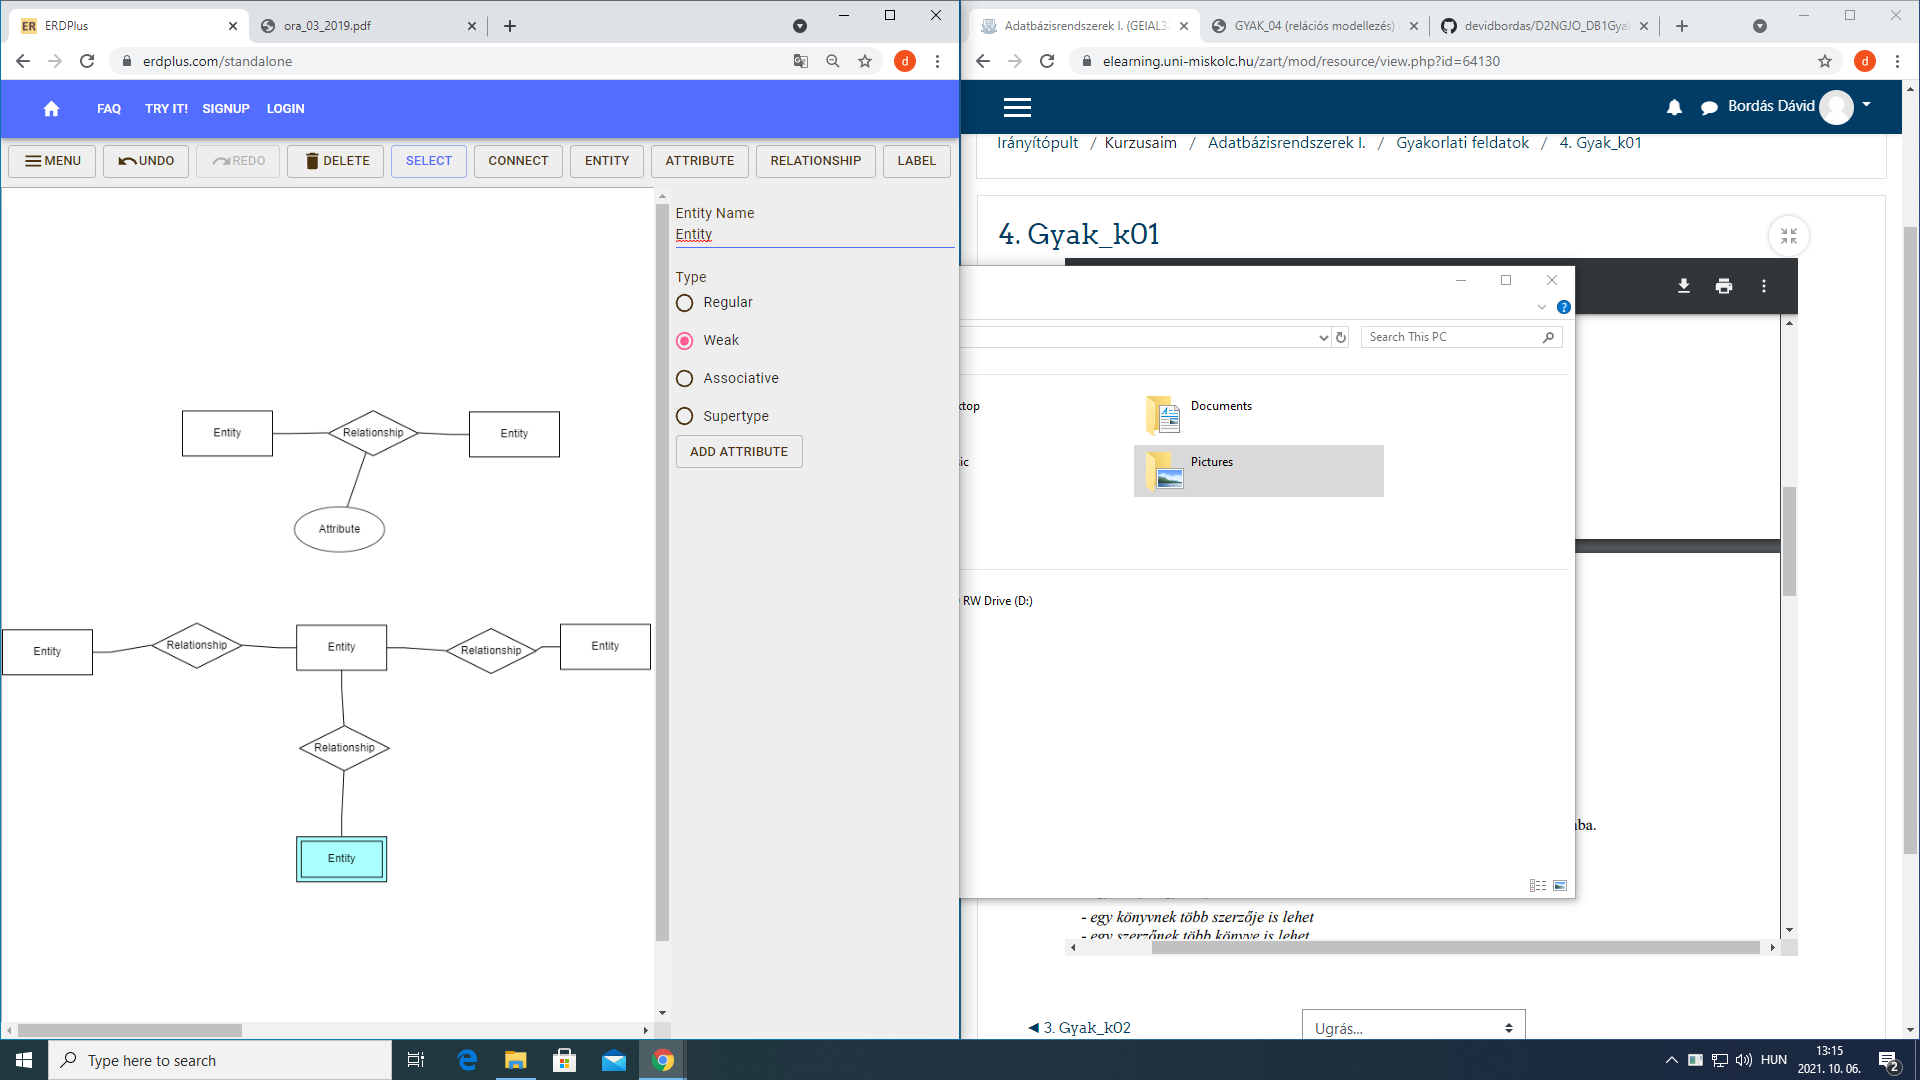 ERDPlus
ora_03_2019.pdf
erdplus.com/standalone
d
FAQ
TRY IT!
SIGNUP
LOGIN
MENU
UNDO
REDO
DELETE
SELECT
CONNECT
ENTITY
ATTRIBUTE
RELATIONSHIP
LABEL
Entity Name
Entity
Type
Regular
Weak
Associative
Supertype
ADD ATTRIBUTE
Entity
Relationship
Entity
Attribute
Entity
Relationship
Entity
Relationship
Entity
Relationship
Entity
Adatbázisrendszerek I. (GEIAL32
GYAK_04 (relációs modellezés)
devidbordas/D2NGJO_DB1Gyak
elearning.uni-miskolc.hu/zart/mod/resource/view.php?id=64130
d
Bordás Dávid
Irányítópult / Kurzusaim / Adatbázisrendszerek I. / Gyakorlati feldatok / 4. Gyak_k01
4. Gyak_k01
Search This PC
ktop
Documents
sic
Pictures
RW Drive (D:)
ába.
- egy könyvnek több szerzője is lehet
- egy szerzőnek több könyve is lehet
◄ 3. Gyak_k02
Ugrás...
Type here to search
HUN
13:15
2021. 10. 06.
2